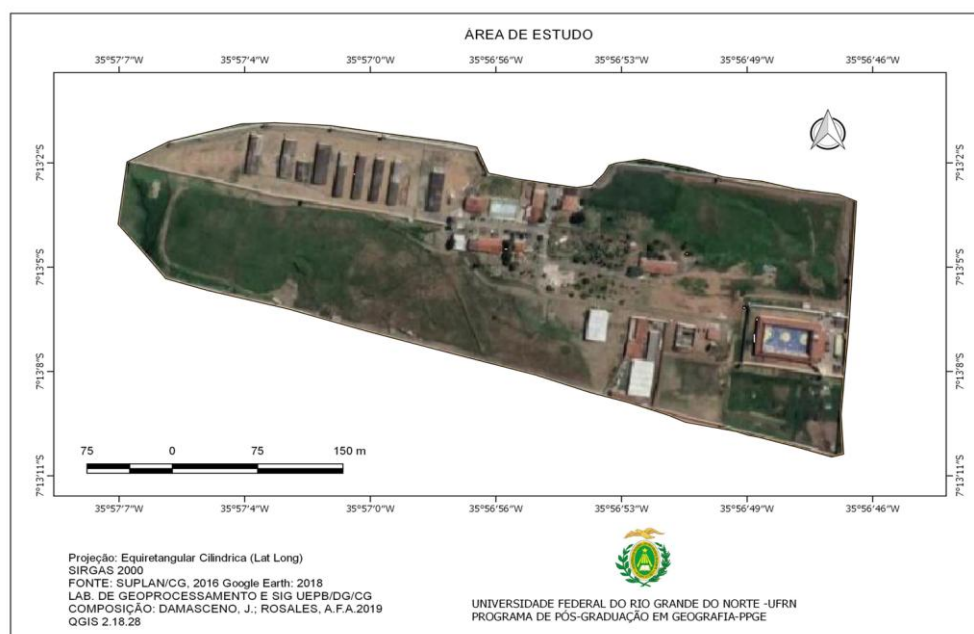 ÁREA DE ESTUDO
35°57'7"W 35°57'4"W 35°57'0"W 35°56'56"W 35°56'53"W 35°56'49"W 35°56'46"W
7°13'2"S 7°13'2"S
7°13'5"S 7°13'5"S
7°13'8"S 7°13'8"S
75 0 75 150 m
7°13'11"S 7°13'11"S
35°57'7"W 35°57'4"W 35°57'0"W 35°56'56"W 35°56'53"W 35°56'49"W 35°56'46"W
Projeção: Equiretangular Cilindrica (Lat Long)
SIRGAS 2000
FONTE: SUPLAN/CG, 2016 Google Earth: 2018
LAB. DE GEOPROCESSAMENTO E SIG UEPB/DG/CG
COMPOSIÇÃO: DAMASCENO, J.; ROSALES, A.F.A.2019
QGIS 2.18.28
UNIVERSIDADE FEDERAL DO RIO GRANDE DO NORTE -UFRN
PROGRAMA DE PÓS-GRADUAÇÃO EM GEOGRAFIA-PPGE